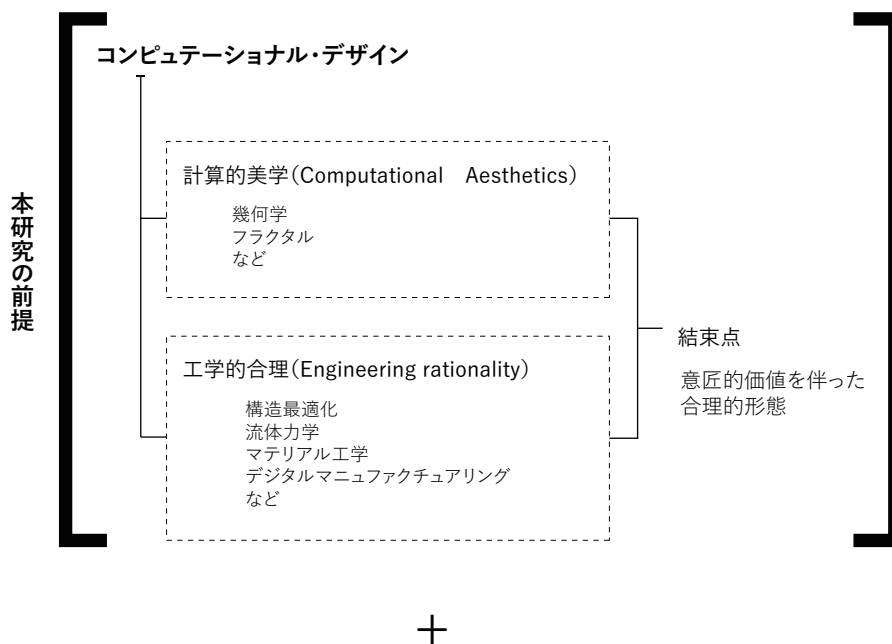 本研究の前提
コンピュテーショナル・デザイン
計算的美学(Computational　Aesthetics)
幾何学
フラクタル
など
工学的合理(Engineering rationality)
構造最適化
流体力学
マテリアル工学
デジタルマニュファクチュアリング
など
結束点
意匠的価値を伴った
合理的形態
+